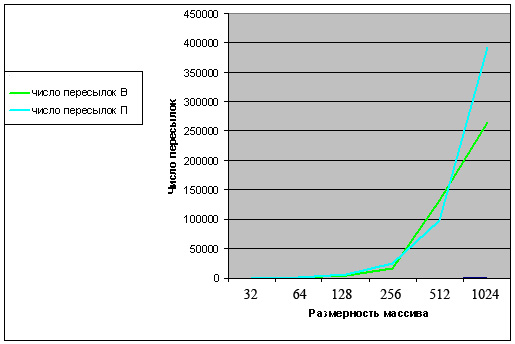 450000
400000
350000
300000
250000
200000
150000
100000
50000
0
Число пересылок
число пересылок В
число пересылок П
32 64 128 256 512 1024
Размерность массива